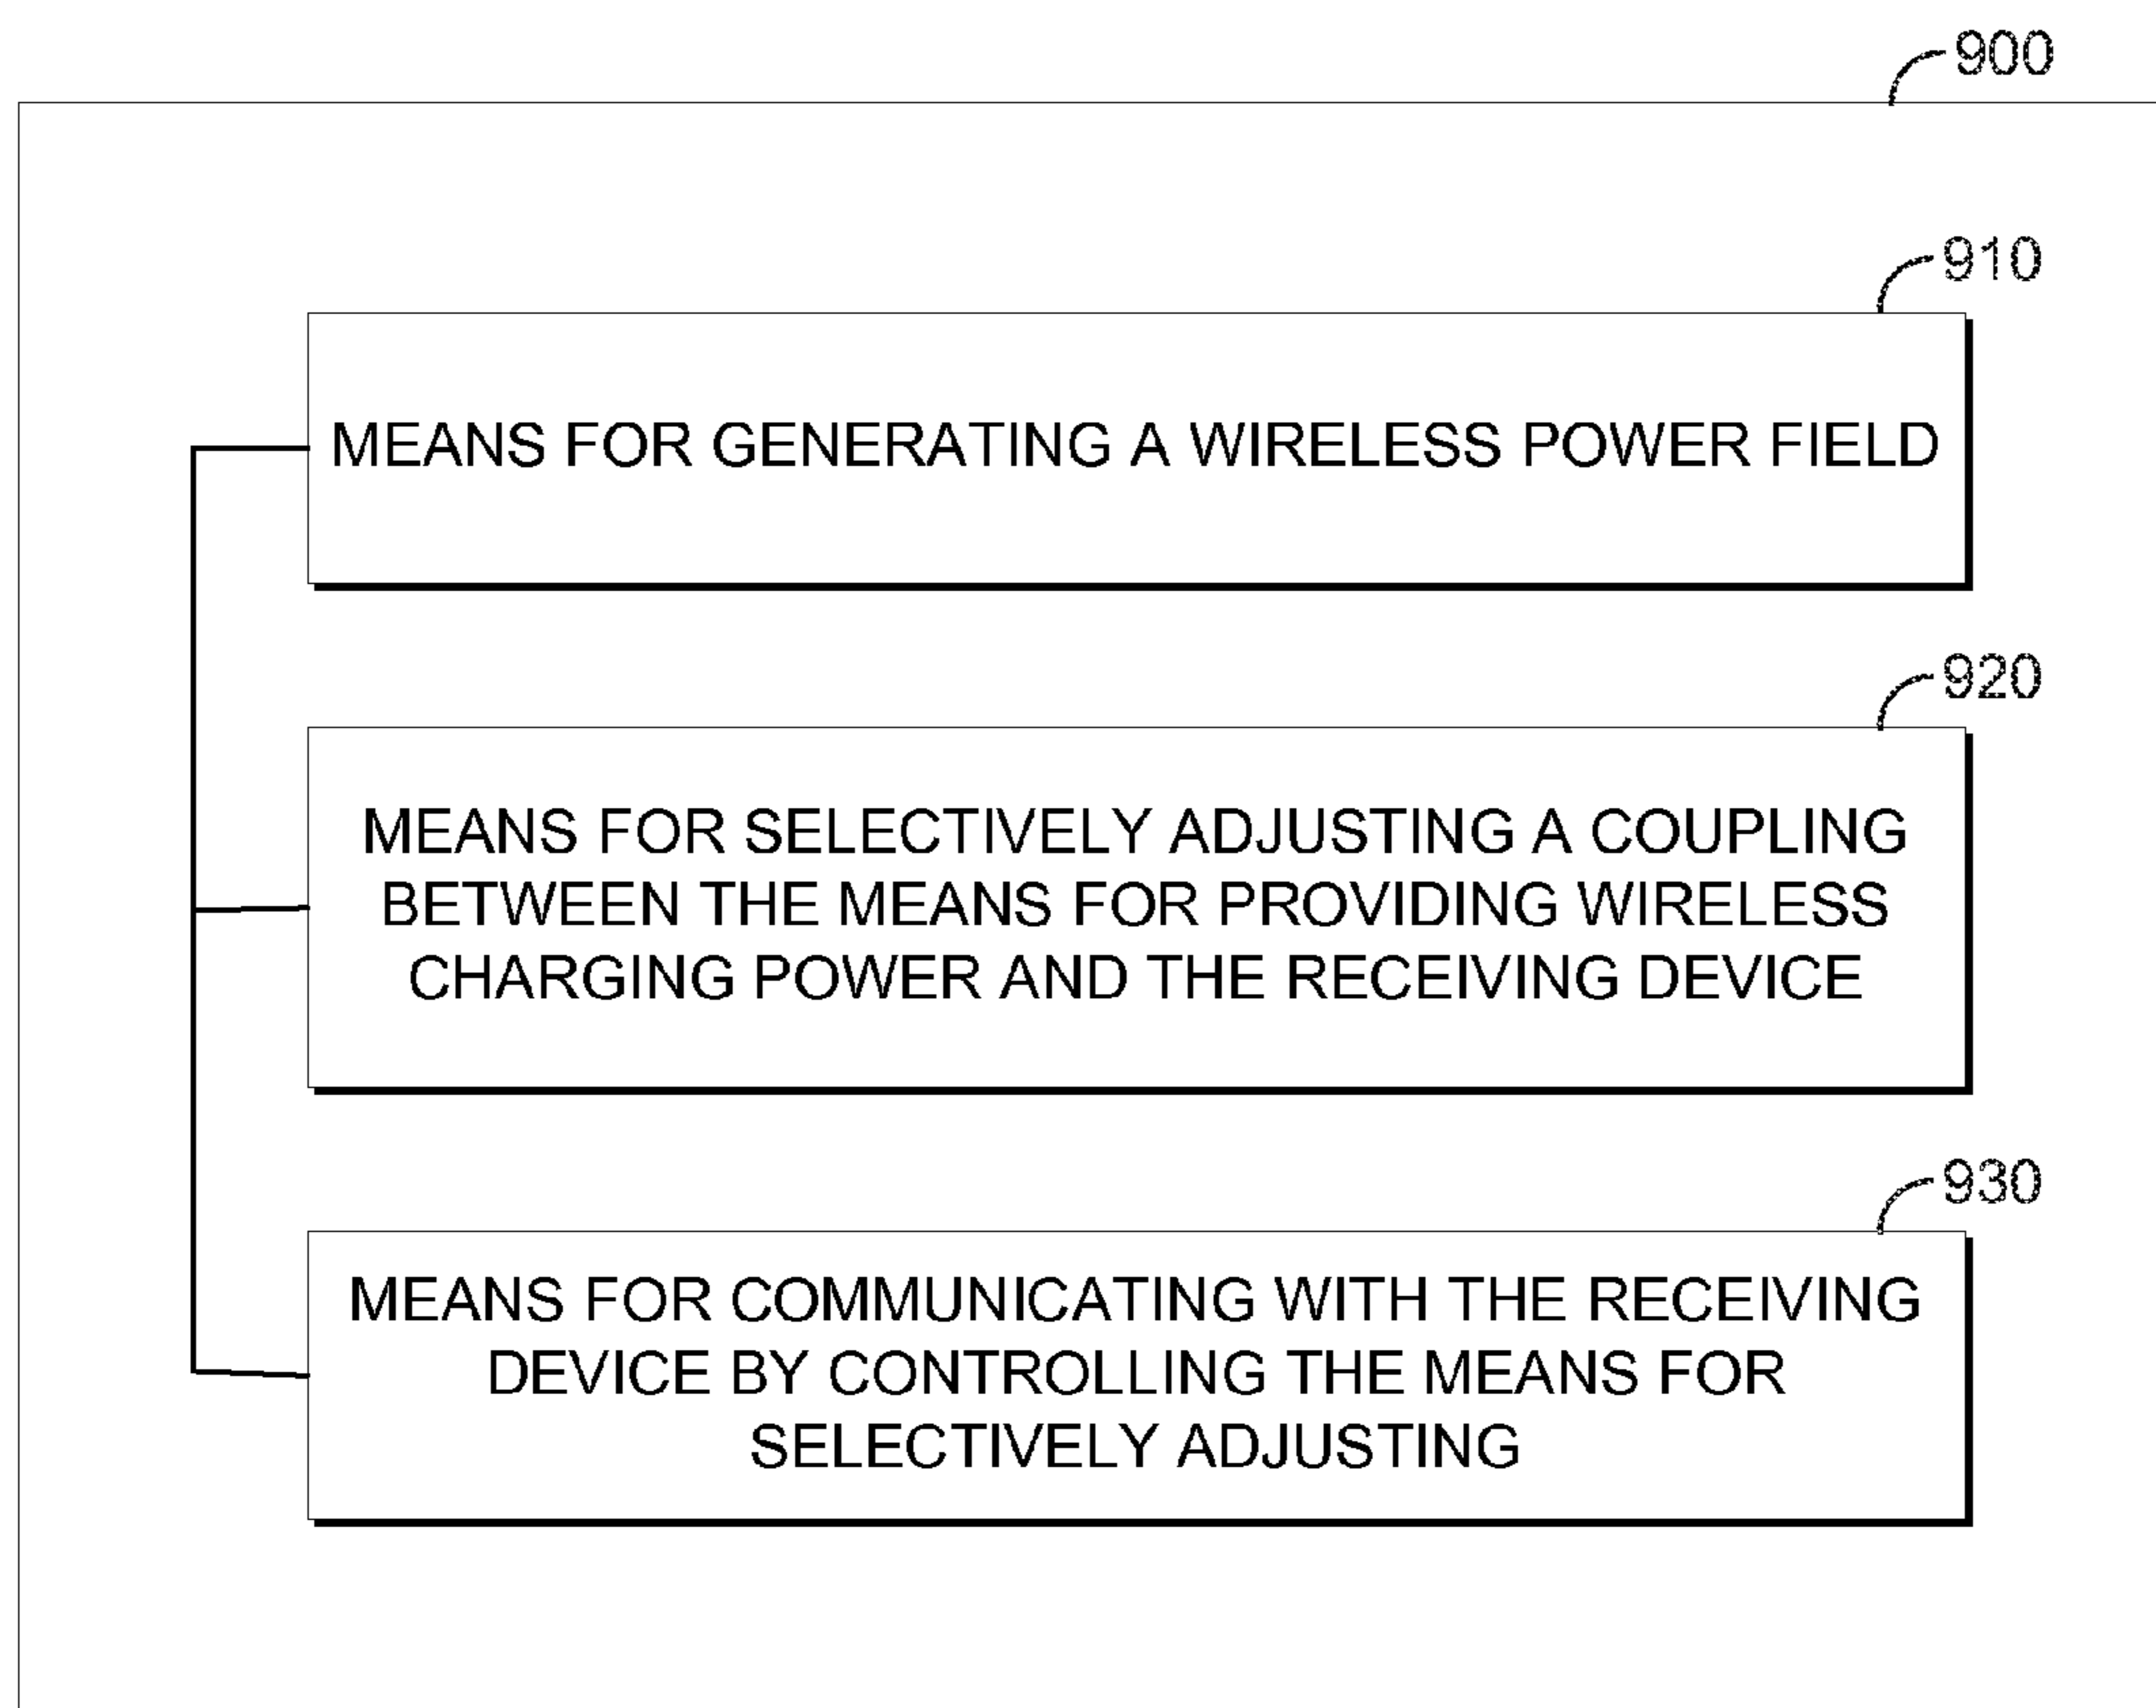 900
910
MEANS FOR GENERATING A WIRELESS POWER FIELD
920
MEANS FOR SELECTIVELY ADJUSTING A COUPLING
BETWEEN THE MEANS FOR PROVIDING WIRELESS
CHARGING POWER AND THE RECEIVING DEVICE
930
MEANS FOR COMMUNICATING WITH THE RECEIVING
DEVICE BY CONTROLLING THE MEANS FOR
SELECTIVELY ADJUSTING